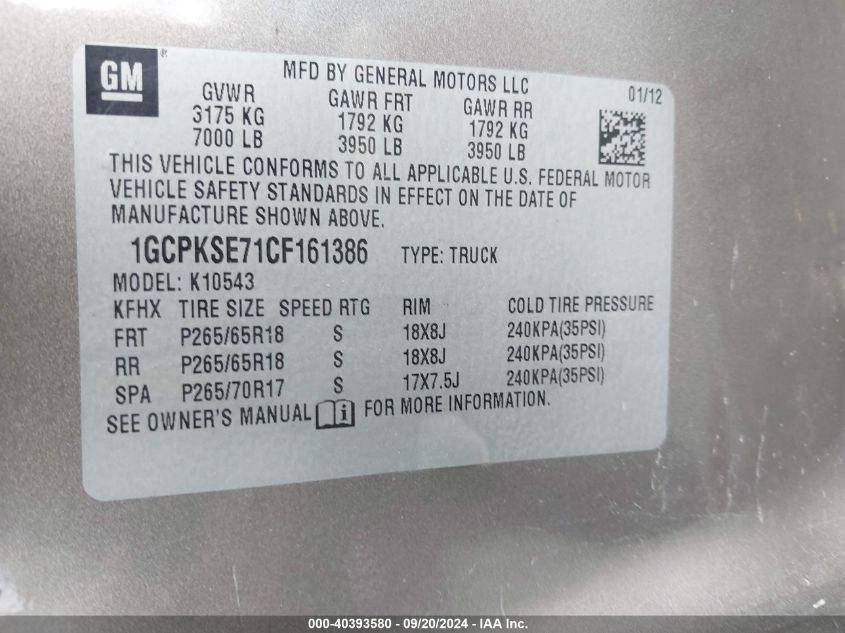 GM®
MFD BY GENERAL MOTORS LLC
01/12
GVWR GAWR FRT GAWR RR
3175 KG 1792 KG 1792 KG
7000 LB 3950 LB 3950 LB
THIS VEHICLE CONFORMS TO ALL APPLICABLE U.S. FEDERAL MOTOR
VEHICLE SAFETY STANDARDS IN EFFECT ON THE DATE OF
MANUFACTURE SHOWN ABOVE.
1GCPKSE71CF161386 TYPE: TRUCK
MODEL: K10543
KFHX TIRE SIZE SPEED RTG RIM COLD TIRE PRESSURE
FRT P265/65R18 S 18X8J 240KPA(35PSI)
RR P265/65R18 S 18X8J 240KPA(35PSI)
SPA P265/70R17 S 17X7.5J 240KPA(35PSI)
SEE OWNER'S MANUAL i FOR MORE INFORMATION.
000-40393580 - 09/20/2024 - IAA Inc.